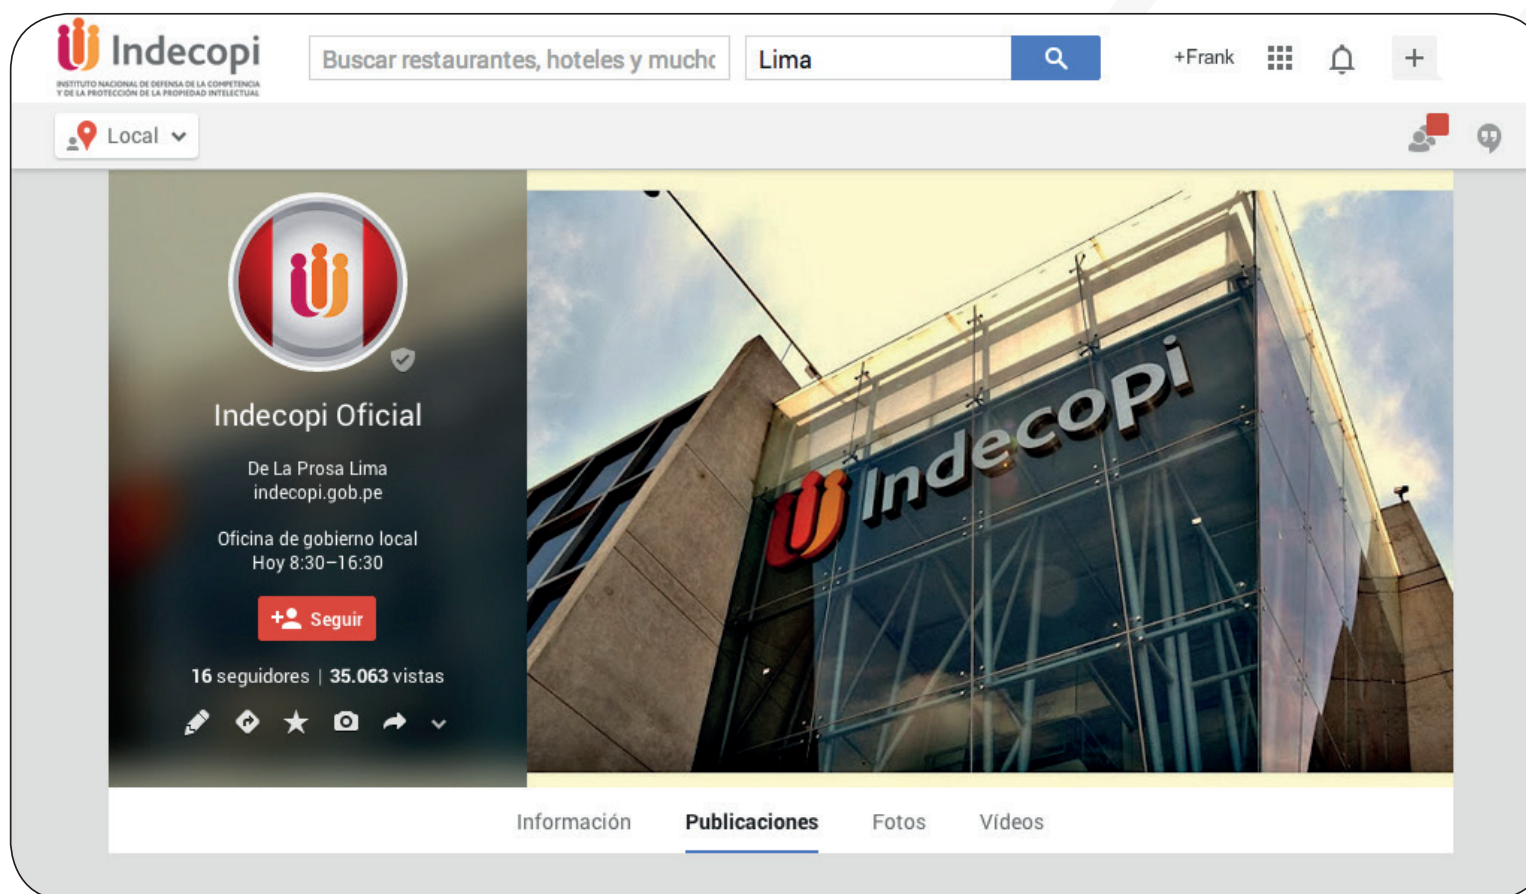 Indecopi
INSTITUTO NACIONAL DE DEFENSA DE LA COMPETENCIA
Y DE LA PROTECCIÓN DE LA PROPIEDAD INTELECTUAL
Buscar restaurantes, hoteles y mucho
Lima
+Frank
Local
Indecopi Oficial
De La Prosa Lima
indecopi.gob.pe
Oficina de gobierno local
Hoy 8:30–16:30
Seguir
16 seguidores | 35.063 vistas
Indecopi
Información Publicaciones Fotos Vídeos